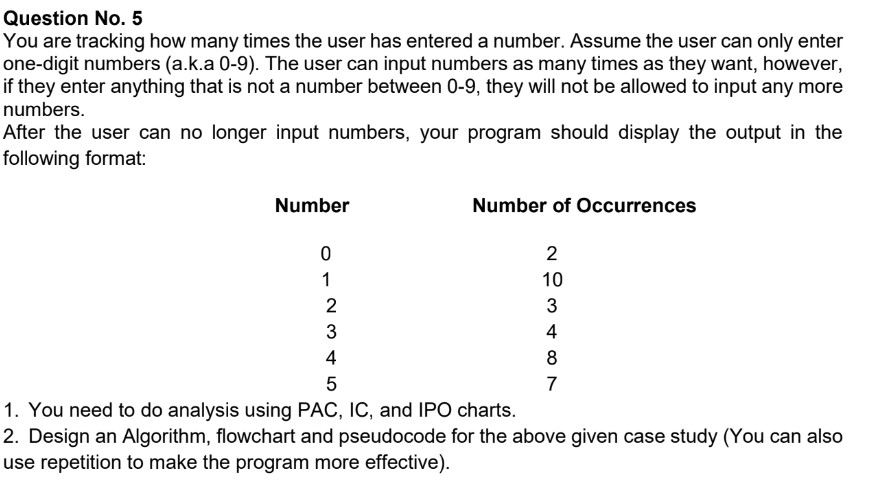 Question No. 5
You are tracking how many times the user has entered a number. Assume the user can only enter
one-digit numbers (a.k.a 0-9). The user can input numbers as many times as they want, however,
if they enter anything that is not a number between 0-9, they will not be allowed to input any more
numbers.
After the user can no longer input numbers, your program should display the output in the
following format:
Number Number of Occurrences
0 2
1 10
2 3
3 4
4 8
5 7
1. You need to do analysis using PAC, IC, and IPO charts.
2. Design an Algorithm, flowchart and pseudocode for the above given case study (You can also
use repetition to make the program more effective).